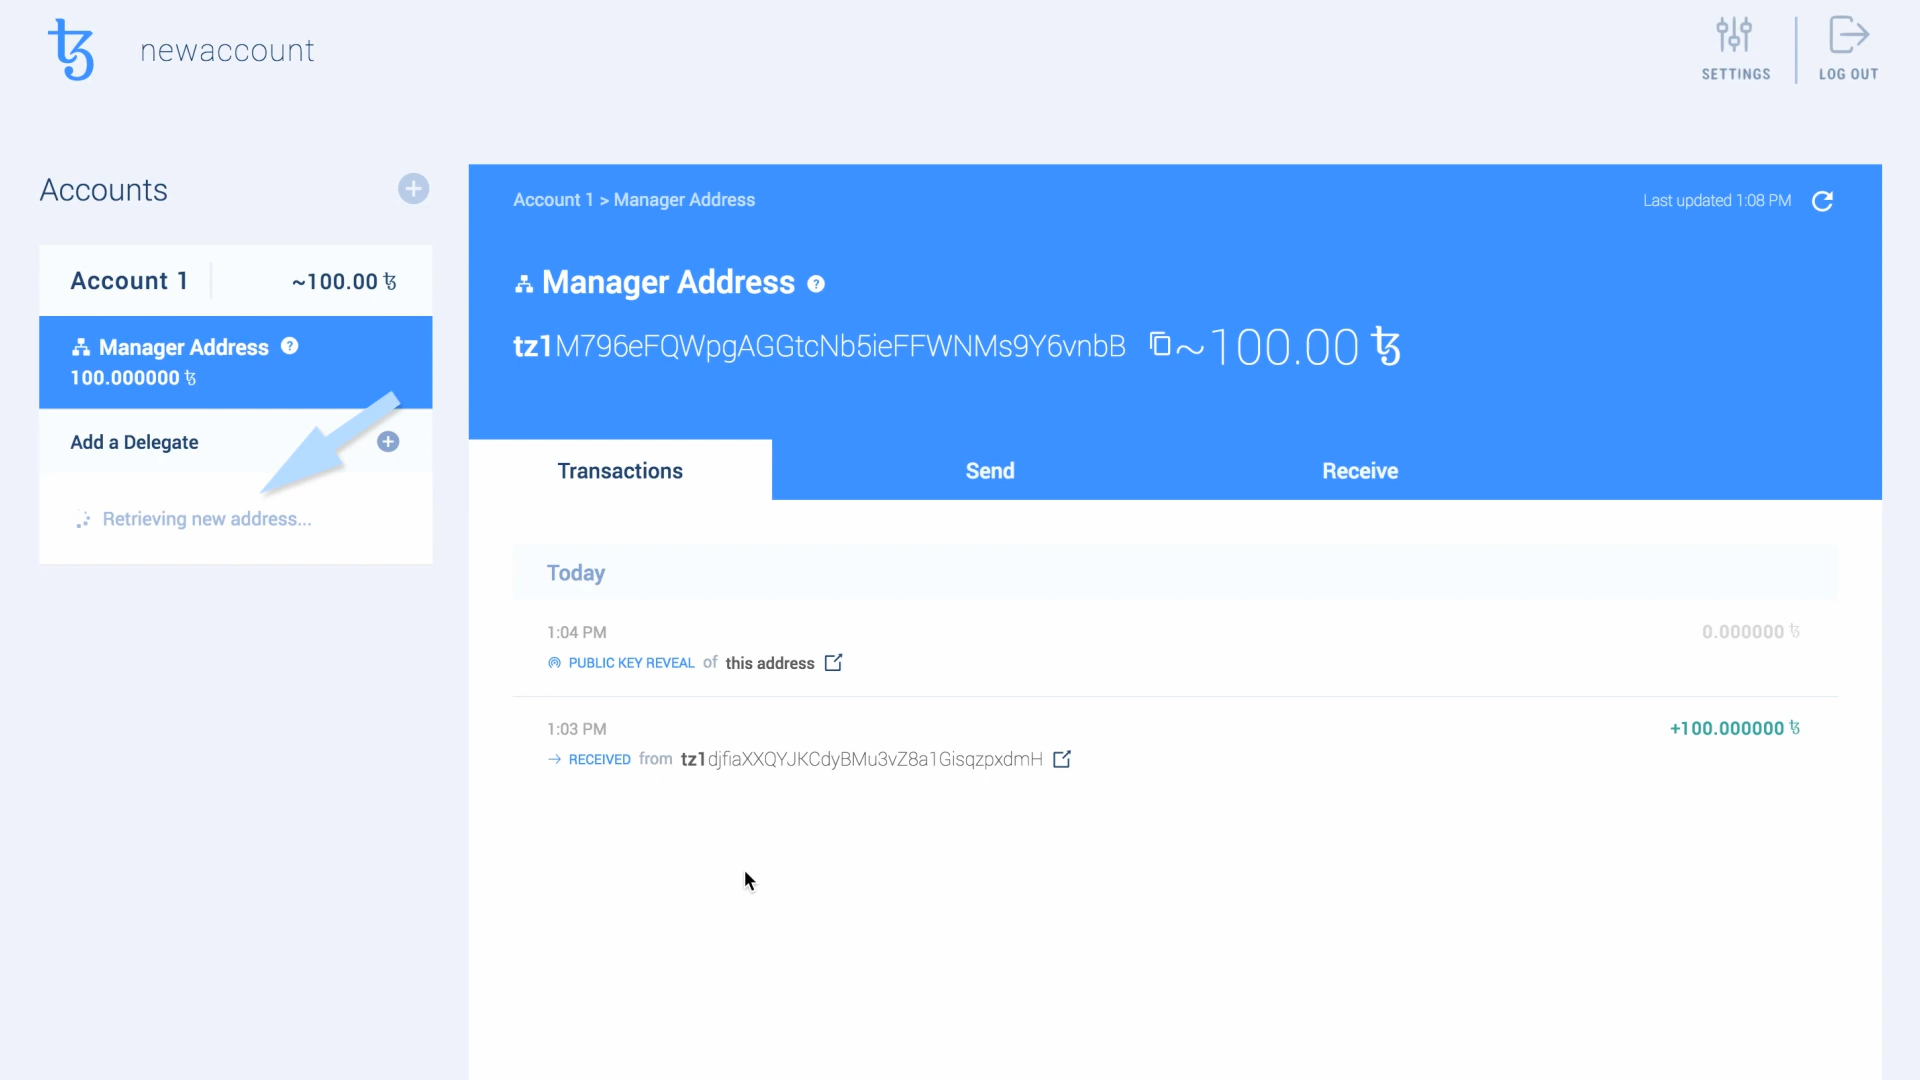 newaccount
SETTINGS
LOG OUT
Accounts
Account 1
~100.00 ꜩ
Manager Address
100.000000 ꜩ
Add a Delegate
Retrieving new address...
Account 1 > Manager Address
Last updated 1:08 PM
Manager Address
tz1M796eFQWpgAGGtcNb5ieFFWNMs9Y6vnbB
~100.00 ꜩ
Transactions
Send
Receive
Today
1:04 PM
0.000000 ꜩ
PUBLIC KEY REVEAL of this address
1:03 PM
+100.000000 ꜩ
RECEIVED from tz1djfiaXXQYJKCdyBMu3vZ8a1GisqzpxdmH